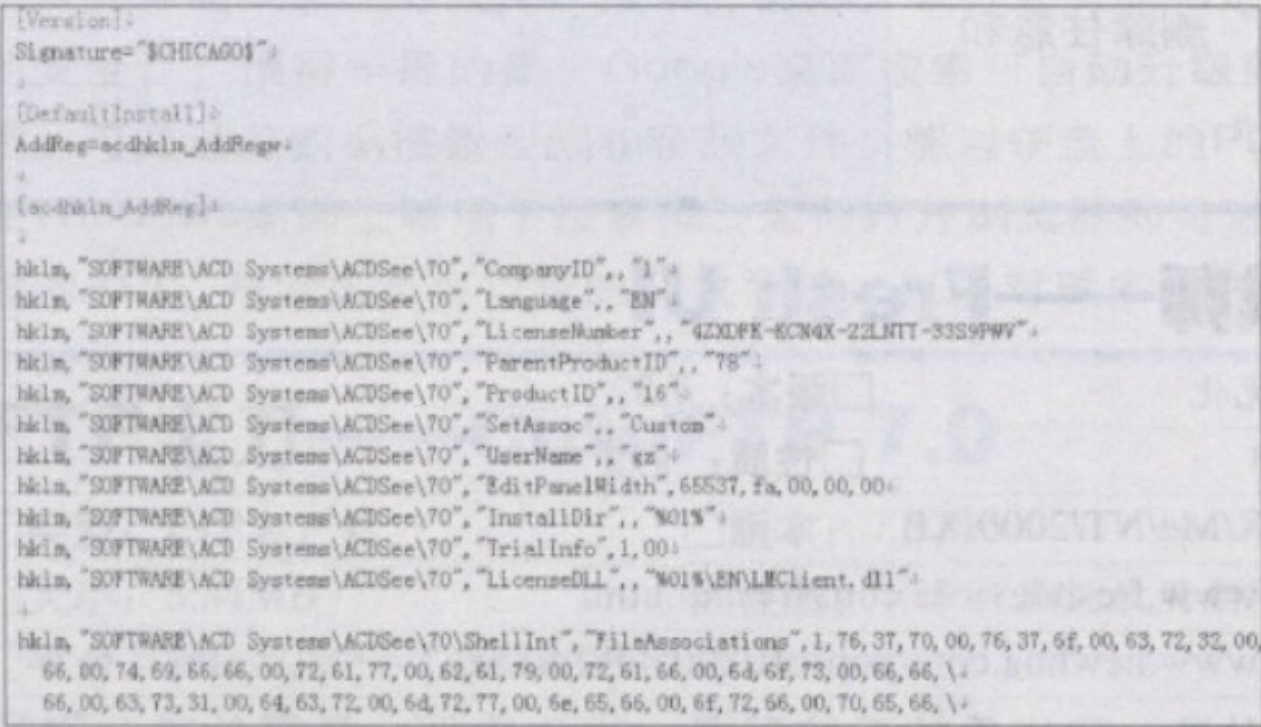 [Version]
Signature="$CHICAGO$"
[DefaultInstall]
AddReg=acdhklm_AddRegw
[acdhklm_AddReg]
hklm,"SOFTWARE\ACD Systems\ACDSee\70","CompanyID",,"1"
hklm,"SOFTWARE\ACD Systems\ACDSee\70","Language",,"EN"
hklm,"SOFTWARE\ACD Systems\ACDSee\70","LicenseNumber",,"4ZXDFK-KCN4X-22LNTT-33S9PWV"
hklm,"SOFTWARE\ACD Systems\ACDSee\70","ParentProductID",,"78"
hklm,"SOFTWARE\ACD Systems\ACDSee\70","ProductID",,"16"
hklm,"SOFTWARE\ACD Systems\ACDSee\70","SetAssoc",,"Custom"
hklm,"SOFTWARE\ACD Systems\ACDSee\70","UserName",,"gz"
hklm,"SOFTWARE\ACD Systems\ACDSee\70","EditPanelWidth",65537,fa,00,00,00
hklm,"SOFTWARE\ACD Systems\ACDSee\70","InstallDir",,"%01%"
hklm,"SOFTWARE\ACD Systems\ACDSee\70","TrialInfo",1,00
hklm,"SOFTWARE\ACD Systems\ACDSee\70","LicenseDLL",,"%01%\EN\LMClient.dll"
hklm,"SOFTWARE\ACD Systems\ACDSee\70\ShellInt","FileAssociations",1,76,37,70,00,76,37,6f,00,63,72,32,00,
66,00,74,69,66,66,00,72,61,77,00,62,61,79,00,72,61,66,00,6d,6f,73,00,66,66,\
66,00,63,73,31,00,64,63,72,00,6d,72,77,00,6e,65,66,00,6f,72,66,00,70,65,66,\